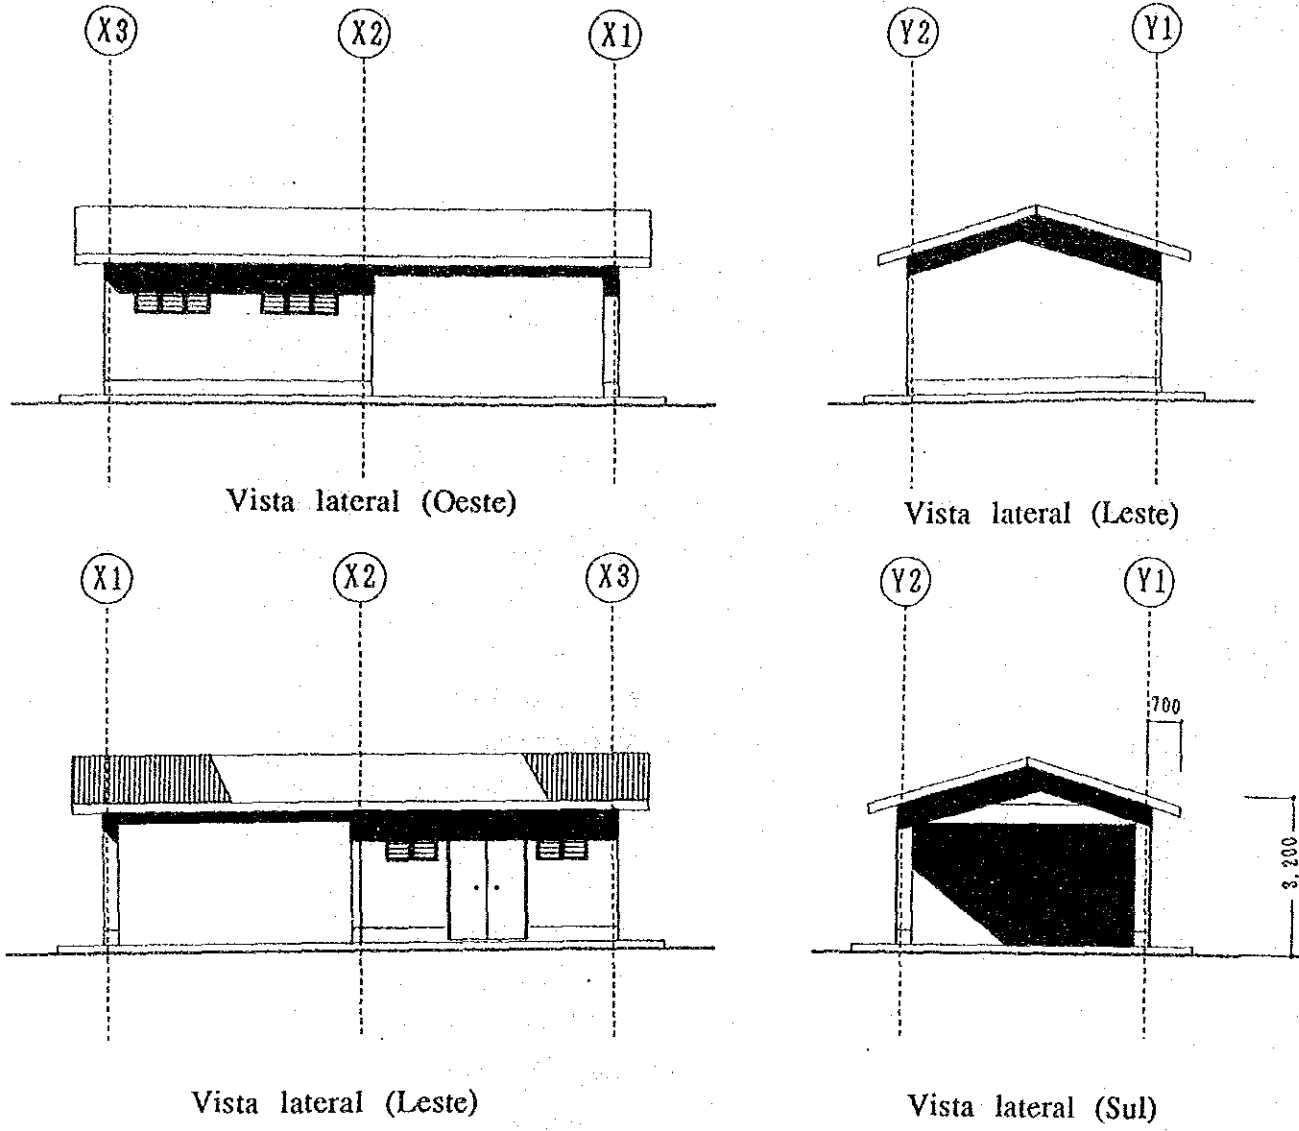 X3 X2 X1 Y2 Y1
Vista lateral (Oeste)
Vista lateral (Leste)
X1 X2 X3 Y2 Y1
700
3,200
Vista lateral (Leste)
Vista lateral (Sul)